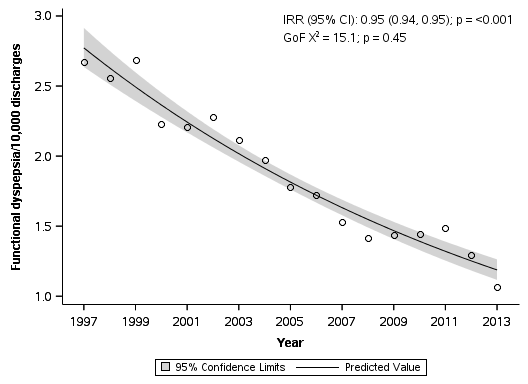 IRR (95% CI): 0.95 (0.94, 0.95); p = <0.001
GoF X² = 15.1; p = 0.45
Functional dyspepsia/10,000 discharges
3.0
2.5
2.0
1.5
1.0
1997 1999 2001 2003 2005 2007 2009 2011 2013
Year
95% Confidence Limits Predicted Value